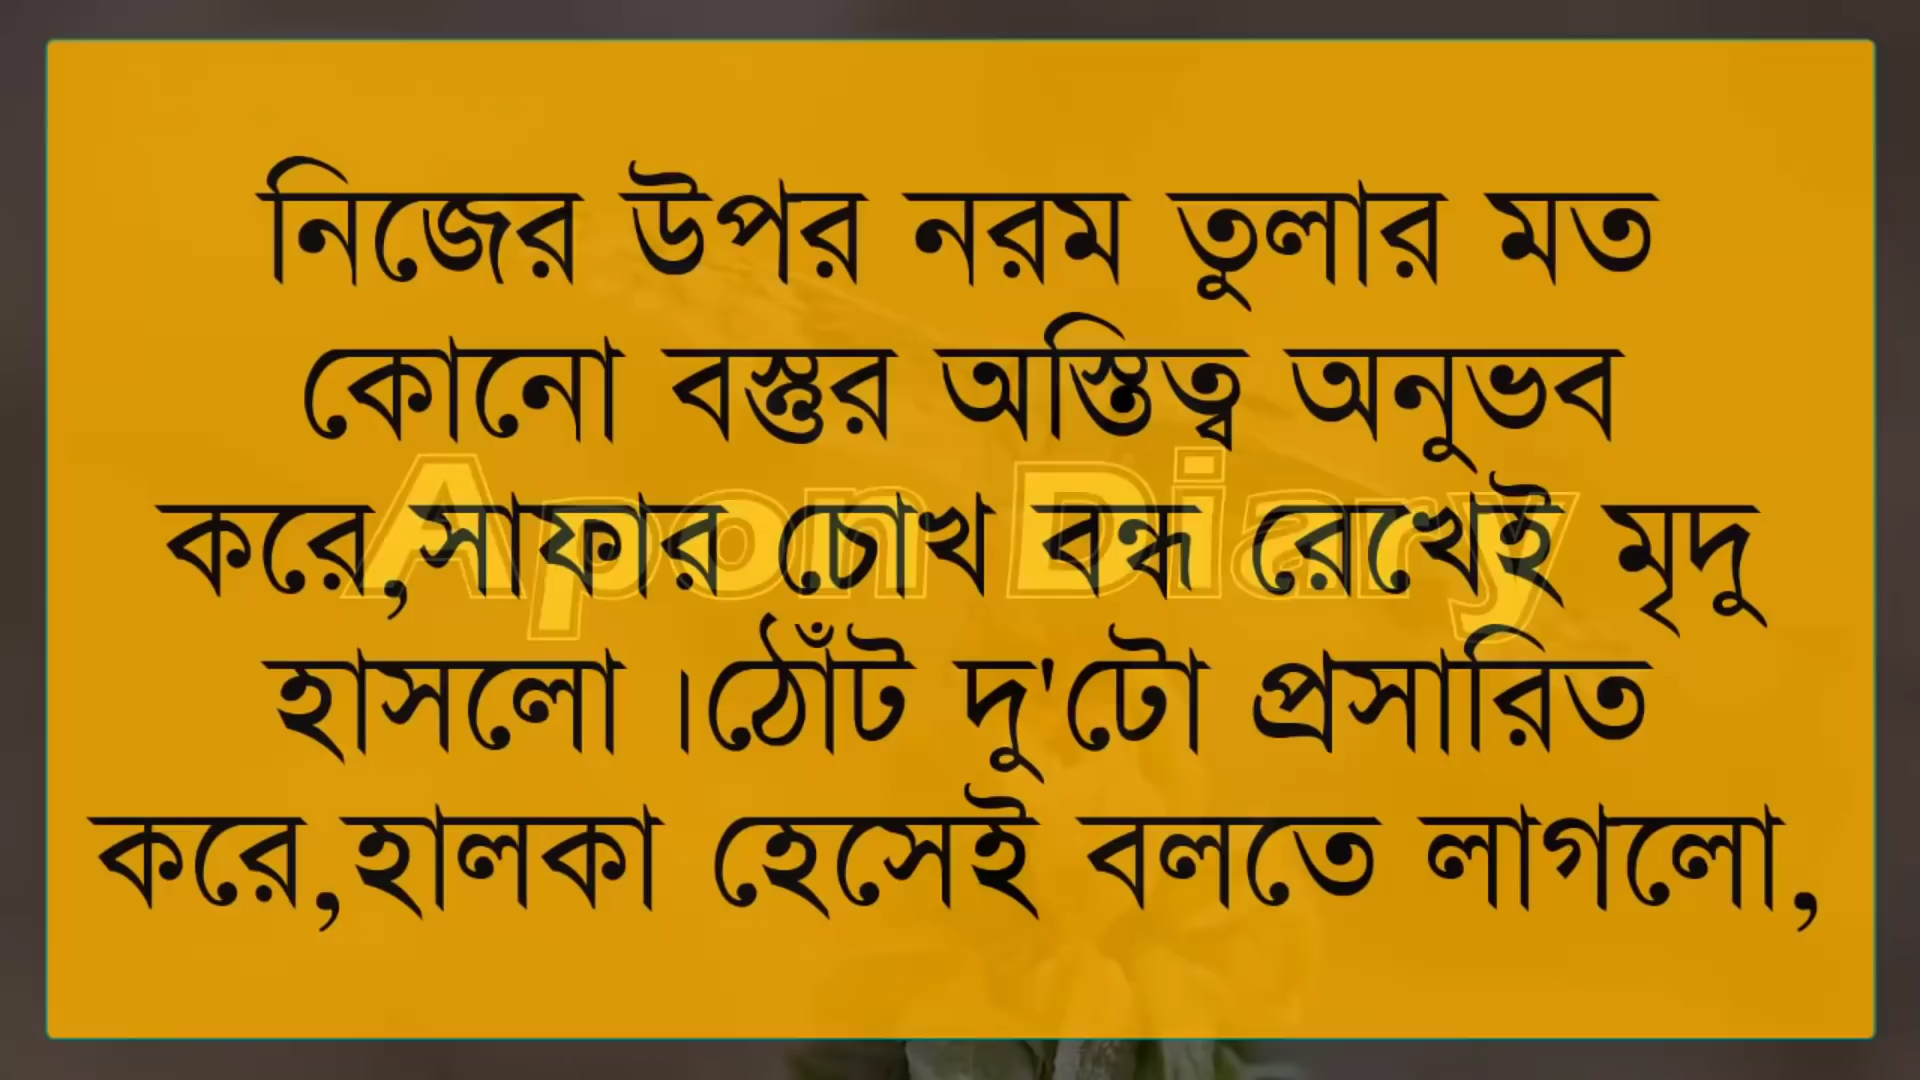 নিজের উপর নরম তুলার মত
কোনো বস্তুর অস্তিত্ব অনুভব
করে,সাফার চোখ বন্ধ রেখেই মৃদু
হাসলো ।ঠোঁট দু'টো প্রসারিত
করে,হালকা হেসেই বলতে লাগলো,
Apon Diary